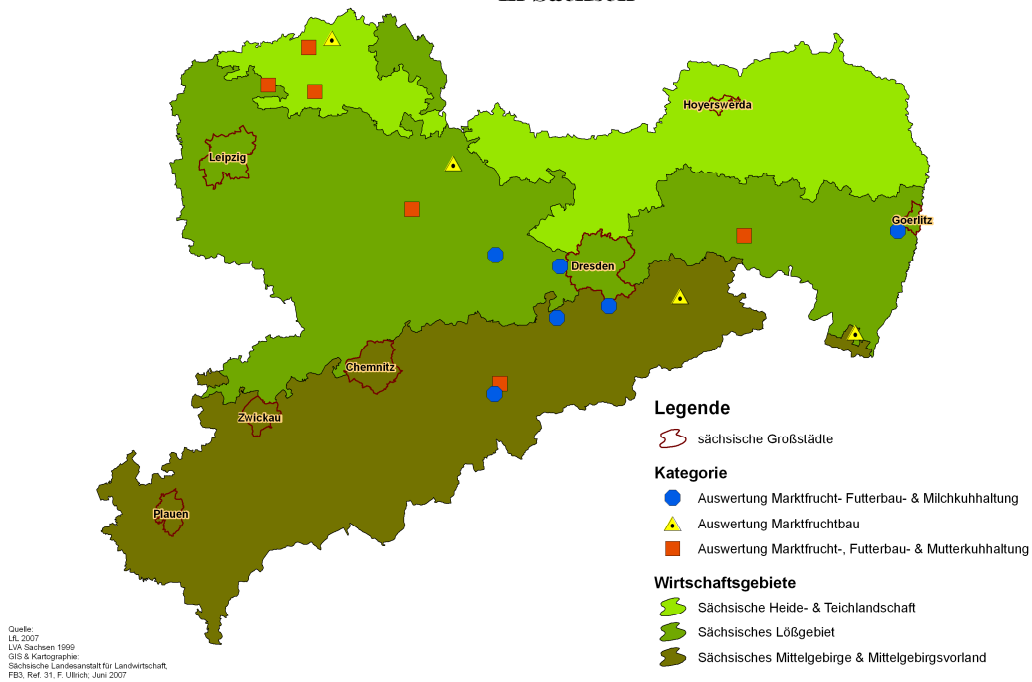 in Sachsen
Hoyerswerda
Leipzig
Goerlitz
Dresden
Chemnitz
Zwickau
Plauen
Legende
sächsische Großstädte
Kategorie
Auswertung Marktfrucht- Futterbau- & Milchkuhhaltung
Auswertung Marktfruchtbau
Auswertung Marktfrucht-, Futterbau- & Mutterkuhhaltung
Wirtschaftsgebiete
Sächsische Heide- & Teichlandschaft
Sächsisches Lößgebiet
Sächsisches Mittelgebirge & Mittelgebirgsvorland
Quelle:
LfL 2007
LVA Sachsen 1999
GIS & Kartographie:
Sächsische Landesanstalt für Landwirtschaft,
FB3, Ref. 31, F. Ullrich; Juni 2007